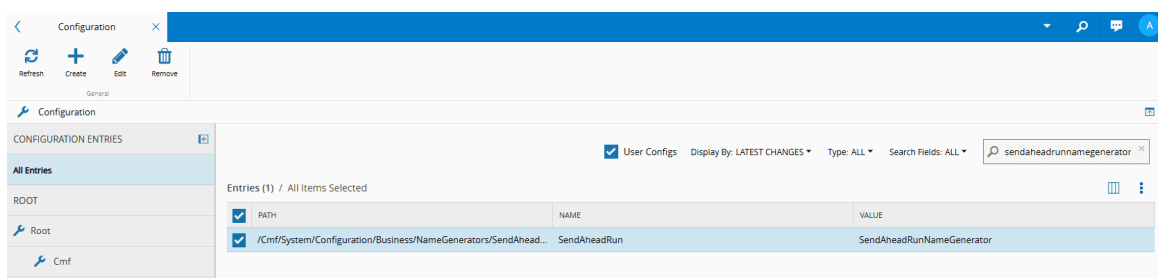 Configuration
A
Refresh Create Edit Remove
General
Configuration
CONFIGURATION ENTRIES
User Configs Display By: LATEST CHANGES Type: ALL Search Fields: ALL sendaheadrunnamegenerator
All Entries
Entries (1) / All Items Selected
ROOT
PATH NAME VALUE
Root
/Cmf/System/Configuration/Business/NameGenerators/SendAhead... SendAheadRun SendAheadRunNameGenerator
Cmf